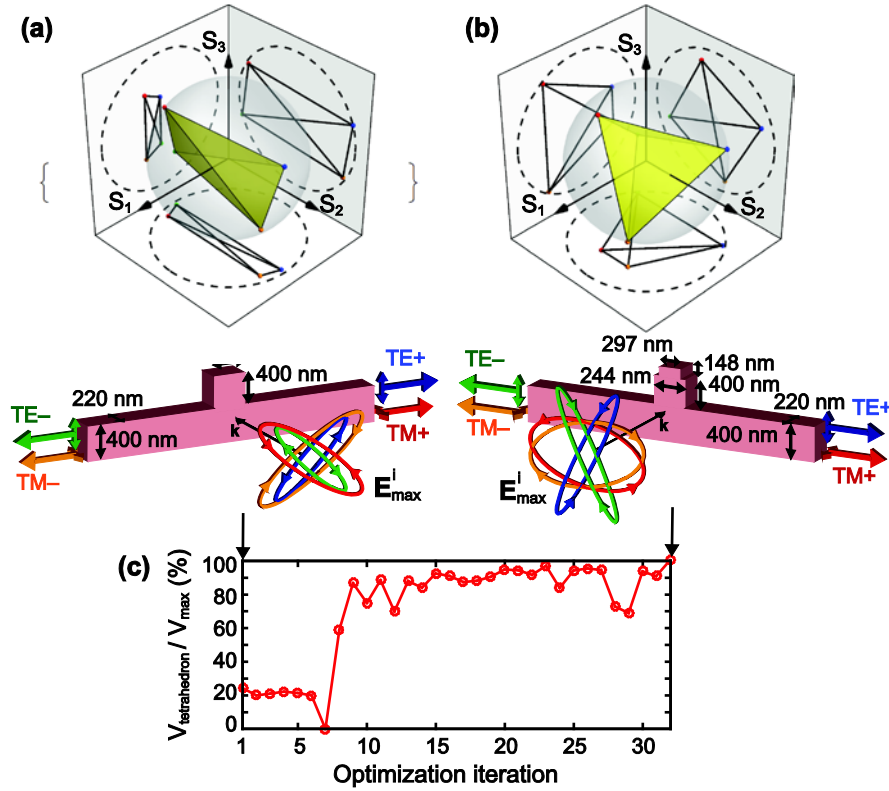 (a)
S3
S1
S2
{
(b)
S3
S1
S2
}
400 nm
TE+
TE–
220 nm
400 nm
TM–
k
TM+
E^i_max
297 nm
148 nm
TE–
244 nm
400 nm
220 nm
TE+
TM–
k
400 nm
TM+
E^i_max
(c)
V_tetrahedron / V_max (%)
100
80
60
40
20
0
1
5
10
15
20
25
30
Optimization iteration